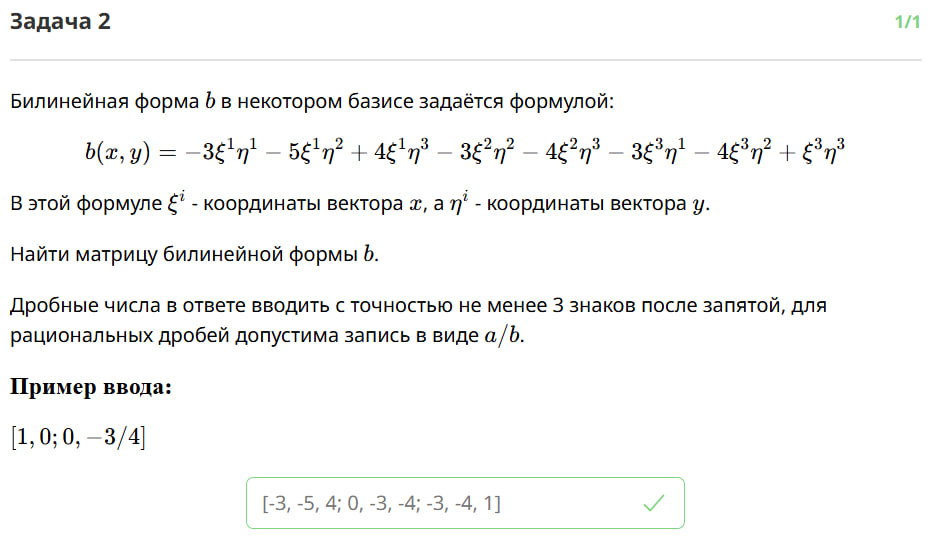 Задача 2
1/1
Билинейная форма b в некотором базисе задаётся формулой:
b(x, y) = −3ξ¹η¹ − 5ξ¹η² + 4ξ¹η³ − 3ξ²η² − 4ξ²η³ − 3ξ³η¹ − 4ξ³η² + ξ³η³
В этой формуле ξⁱ - координаты вектора x, а ηⁱ - координаты вектора y.
Найти матрицу билинейной формы b.
Дробные числа в ответе вводить с точностью не менее 3 знаков после запятой, для
рациональных дробей допустима запись в виде a/b.
Пример ввода:
[1, 0; 0, −3/4]
[-3, -5, 4; 0, -3, -4; -3, -4, 1]